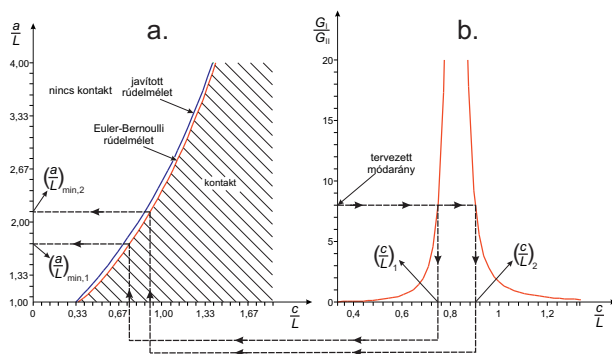 a.
a/L
4,00
3,33
2,67
2,00
1,33
1,00
nincs kontakt
javított
rúdelmélet
Euler-Bernoulli
rúdelmélet
kontakt
(a/L)min,2
(a/L)min,1
0
0,33
0,67
1,00
1,33
1,67
c/L
b.
GI/GII
20
15
10
5
0
tervezett
módarány
(c/L)1
(c/L)2
0,4
0,6
0,8
1
1,2
c/L